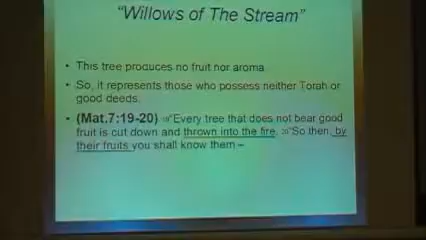 "Willows of The Stream"
• This tree produces no fruit nor aroma.
• So, it represents those who possess neither Torah or
good deeds.
• (Mat.7:19-20) 19"Every tree that does not bear good
fruit is cut down and thrown into the fire. 20"So then, by
their fruits you shall know them –